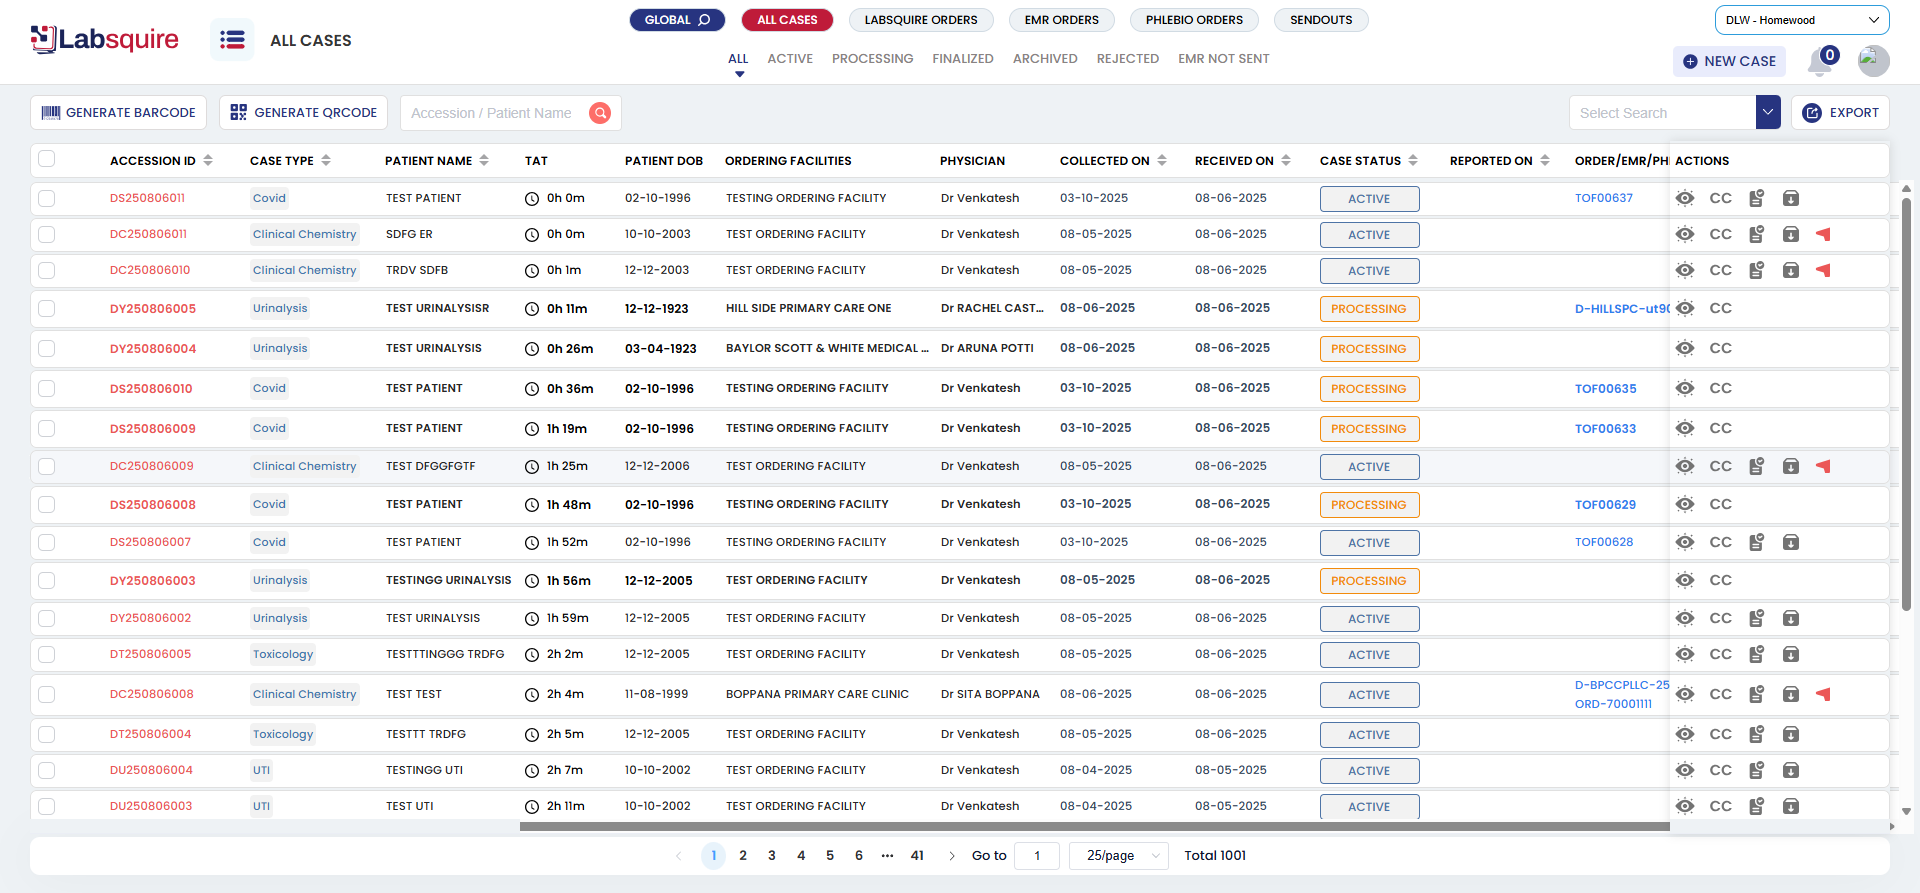 Labsquire
ALL CASES
GLOBAL
ALL CASES
LABSQUIRE ORDERS
EMR ORDERS
PHLEBIO ORDERS
SENDOUTS
DLW - Homewood
ALL
ACTIVE
PROCESSING
FINALIZED
ARCHIVED
REJECTED
EMR NOT SENT
NEW CASE
0
GENERATE BARCODE
GENERATE QRCODE
Accession / Patient Name
Select Search
EXPORT
ACCESSION ID CASE TYPE PATIENT NAME TAT PATIENT DOB ORDERING FACILITIES PHYSICIAN COLLECTED ON RECEIVED ON CASE STATUS REPORTED ON ORDER/EMR/PH ACTIONS
DS250806011 Covid TEST PATIENT 0h 0m 02-10-1996 TESTING ORDERING FACILITY Dr Venkatesh 03-10-2025 08-06-2025 ACTIVE TOF00637 CC
DC250806011 Clinical Chemistry SDFG ER 0h 0m 10-10-2003 TEST ORDERING FACILITY Dr Venkatesh 08-05-2025 08-06-2025 ACTIVE CC
DC250806010 Clinical Chemistry TRDV SDFB 0h 1m 12-12-2003 TEST ORDERING FACILITY Dr Venkatesh 08-05-2025 08-06-2025 ACTIVE CC
DY250806005 Urinalysis TEST URINALYSISR 0h 11m 12-12-1923 HILL SIDE PRIMARY CARE ONE Dr RACHEL CAST... 08-06-2025 08-06-2025 PROCESSING D-HILLSPC-ut90 CC
DY250806004 Urinalysis TEST URINALYSIS 0h 26m 03-04-1923 BAYLOR SCOTT & WHITE MEDICAL ... Dr ARUNA POTTI 08-06-2025 08-06-2025 PROCESSING CC
DS250806010 Covid TEST PATIENT 0h 36m 02-10-1996 TESTING ORDERING FACILITY Dr Venkatesh 03-10-2025 08-06-2025 PROCESSING TOF00635 CC
DS250806009 Covid TEST PATIENT 1h 19m 02-10-1996 TESTING ORDERING FACILITY Dr Venkatesh 03-10-2025 08-06-2025 PROCESSING TOF00633 CC
DC250806009 Clinical Chemistry TEST DFGGFGTF 1h 25m 12-12-2006 TEST ORDERING FACILITY Dr Venkatesh 08-05-2025 08-06-2025 ACTIVE CC
DS250806008 Covid TEST PATIENT 1h 48m 02-10-1996 TESTING ORDERING FACILITY Dr Venkatesh 03-10-2025 08-06-2025 PROCESSING TOF00629 CC
DS250806007 Covid TEST PATIENT 1h 52m 02-10-1996 TESTING ORDERING FACILITY Dr Venkatesh 03-10-2025 08-06-2025 ACTIVE TOF00628 CC
DY250806003 Urinalysis TESTINGG URINALYSIS 1h 56m 12-12-2005 TEST ORDERING FACILITY Dr Venkatesh 08-05-2025 08-06-2025 PROCESSING CC
DY250806002 Urinalysis TEST URINALYSIS 1h 59m 12-12-2005 TEST ORDERING FACILITY Dr Venkatesh 08-05-2025 08-06-2025 ACTIVE CC
DT250806005 Toxicology TESTTTINGGG TRDFG 2h 2m 12-12-2005 TEST ORDERING FACILITY Dr Venkatesh 08-05-2025 08-06-2025 ACTIVE CC
DC250806008 Clinical Chemistry TEST TEST 2h 4m 11-08-1999 BOPPANA PRIMARY CARE CLINIC Dr SITA BOPPANA 08-06-2025 08-06-2025 ACTIVE D-BPCCPLLC-25 CC
ORD-70001111
DT250806004 Toxicology TESTTT TRDFG 2h 5m 12-12-2005 TEST ORDERING FACILITY Dr Venkatesh 08-05-2025 08-06-2025 ACTIVE CC
DU250806004 UTI TESTINGG UTI 2h 7m 10-10-2002 TEST ORDERING FACILITY Dr Venkatesh 08-04-2025 08-05-2025 ACTIVE CC
DU250806003 UTI TEST UTI 2h 11m 10-10-2002 TEST ORDERING FACILITY Dr Venkatesh 08-04-2025 08-05-2025 ACTIVE CC
1 2 3 4 5 6 ••• 41 Go to 1 25/page Total 1001